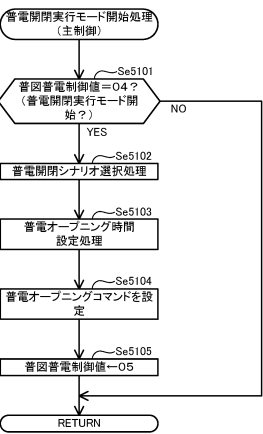 普電開閉実行モード開始処理
（主制御）
Se5101
普図普電制御値＝０４？
（普電開閉実行モード開
始？）
NO
YES
Se5102
普電開閉シナリオ選択処理
Se5103
普電オープニング時間
設定処理
Se5104
普電オープニングコマンドを設
定
Se5105
普図普電制御値←０５
RETURN